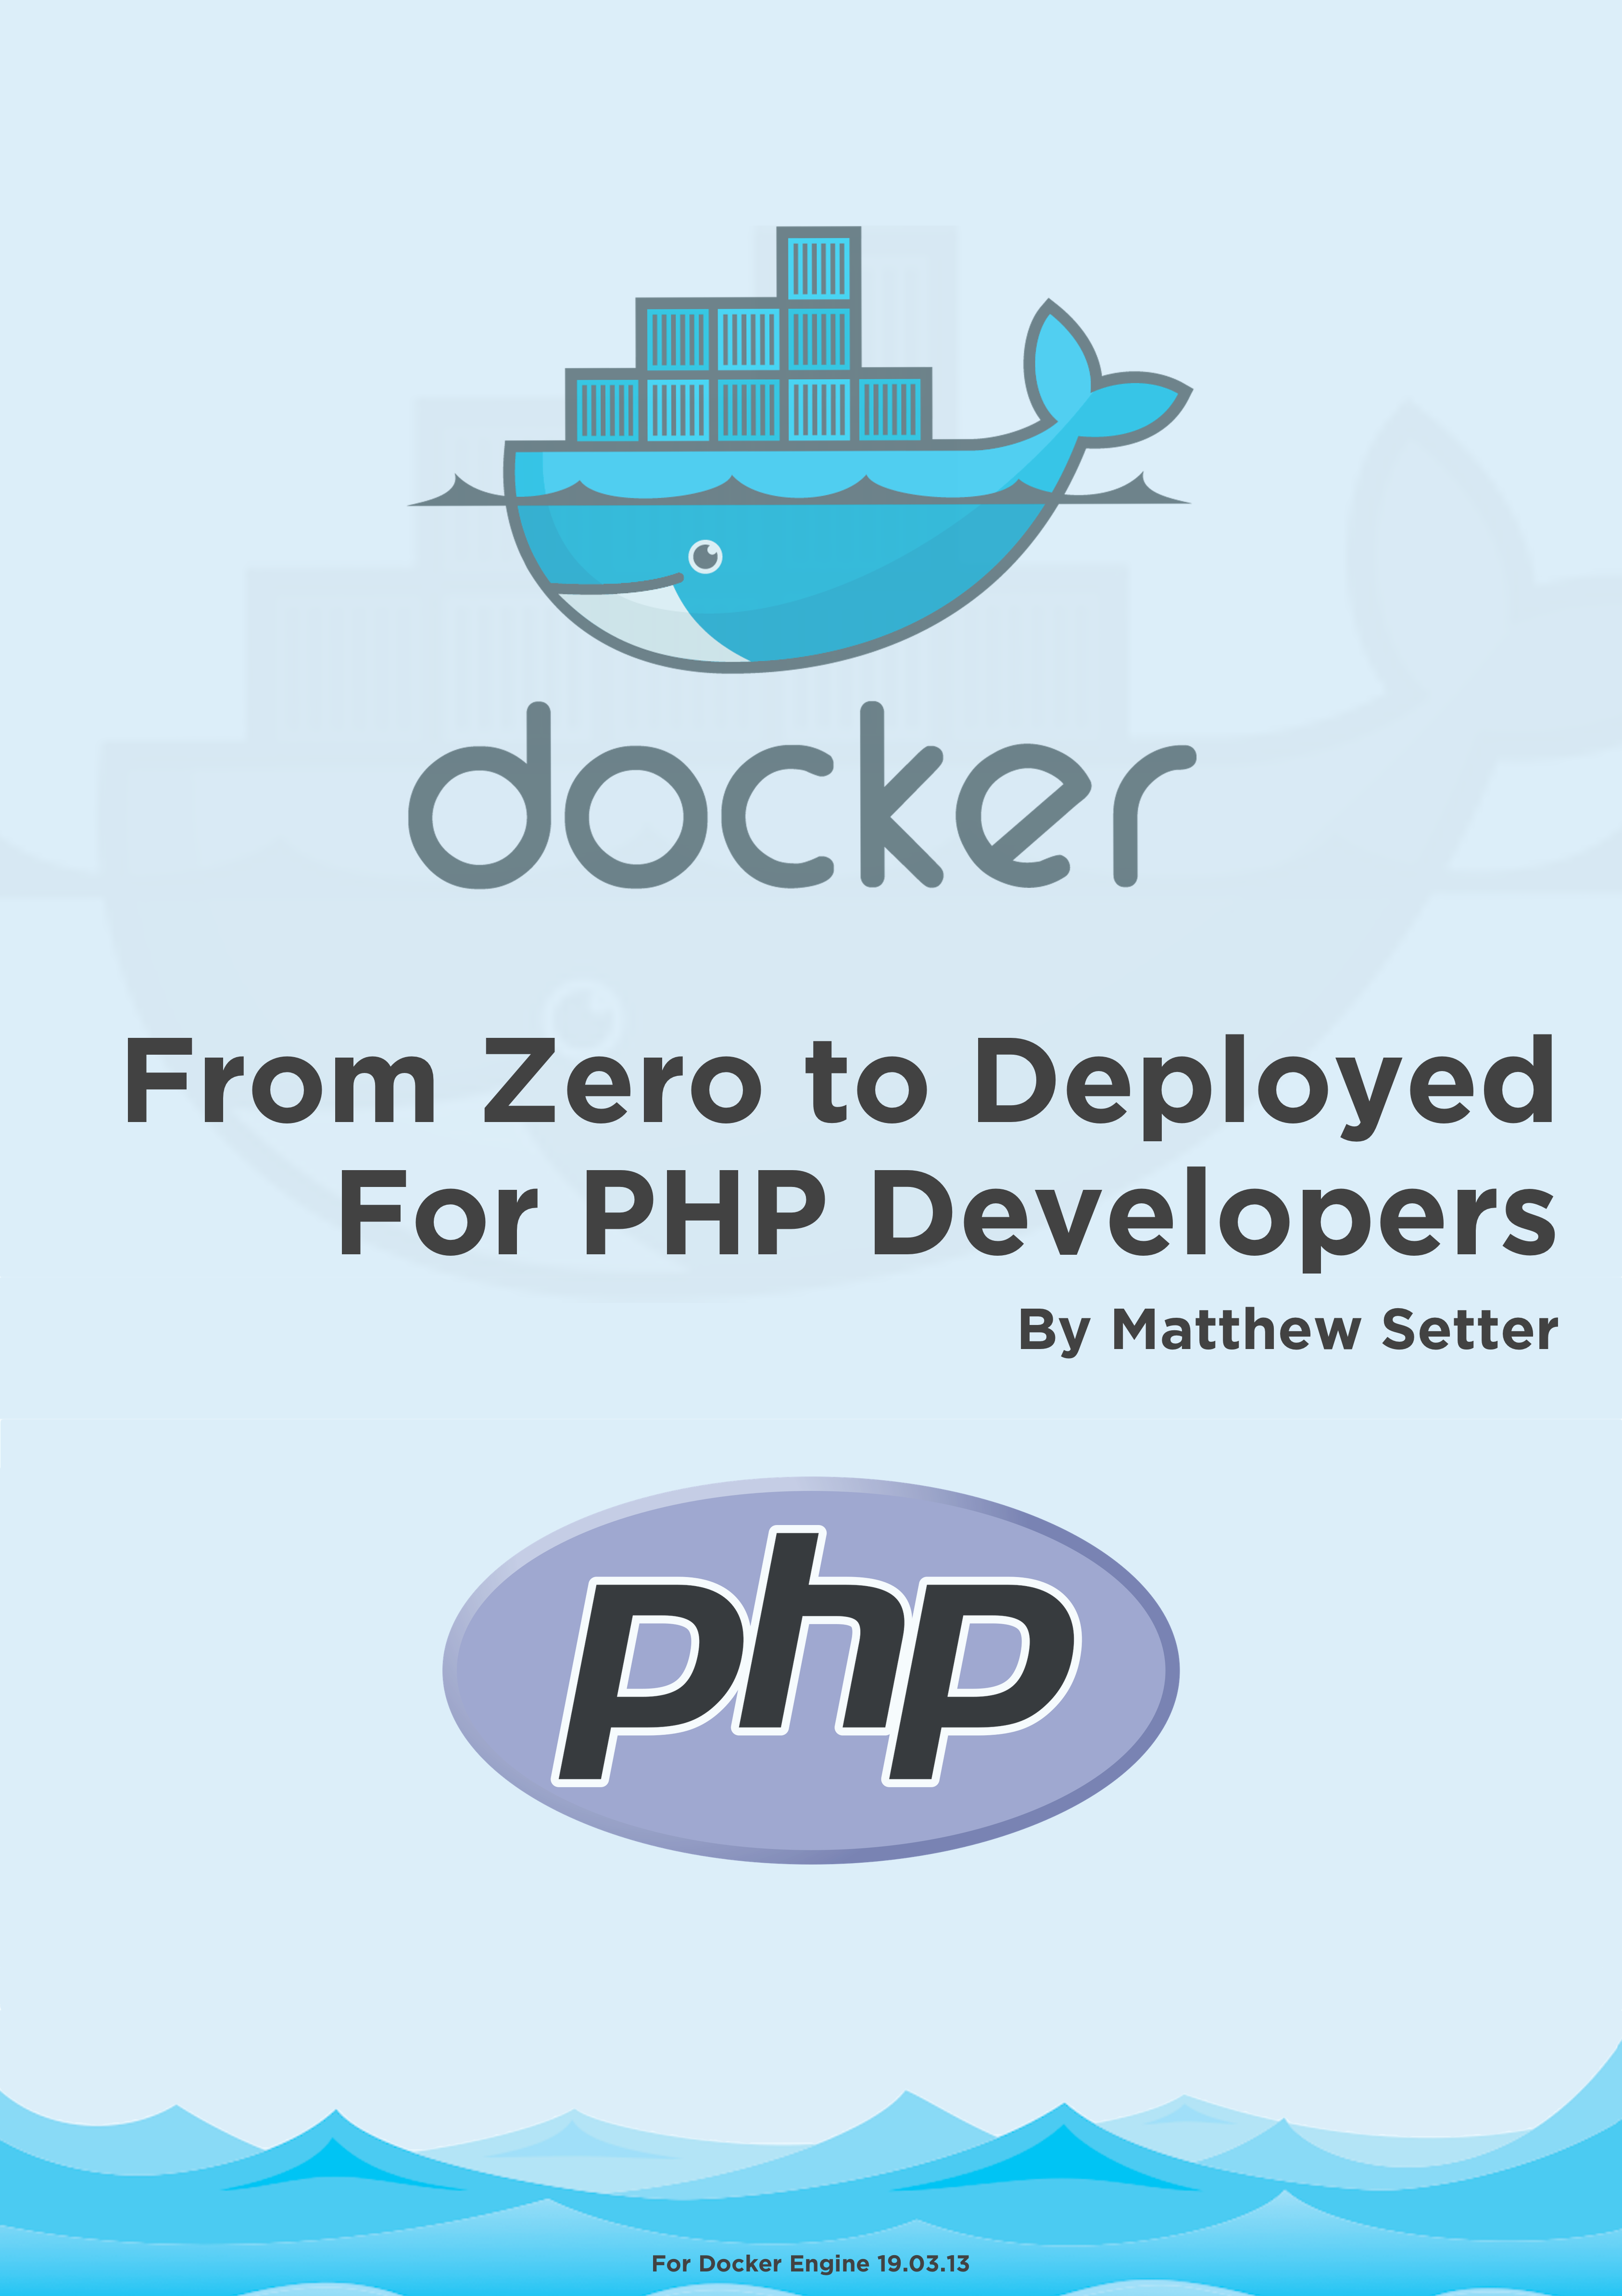 docker
From Zero to Deployed
For PHP Developers
By Matthew Setter
php
For Docker Engine 19.03.13